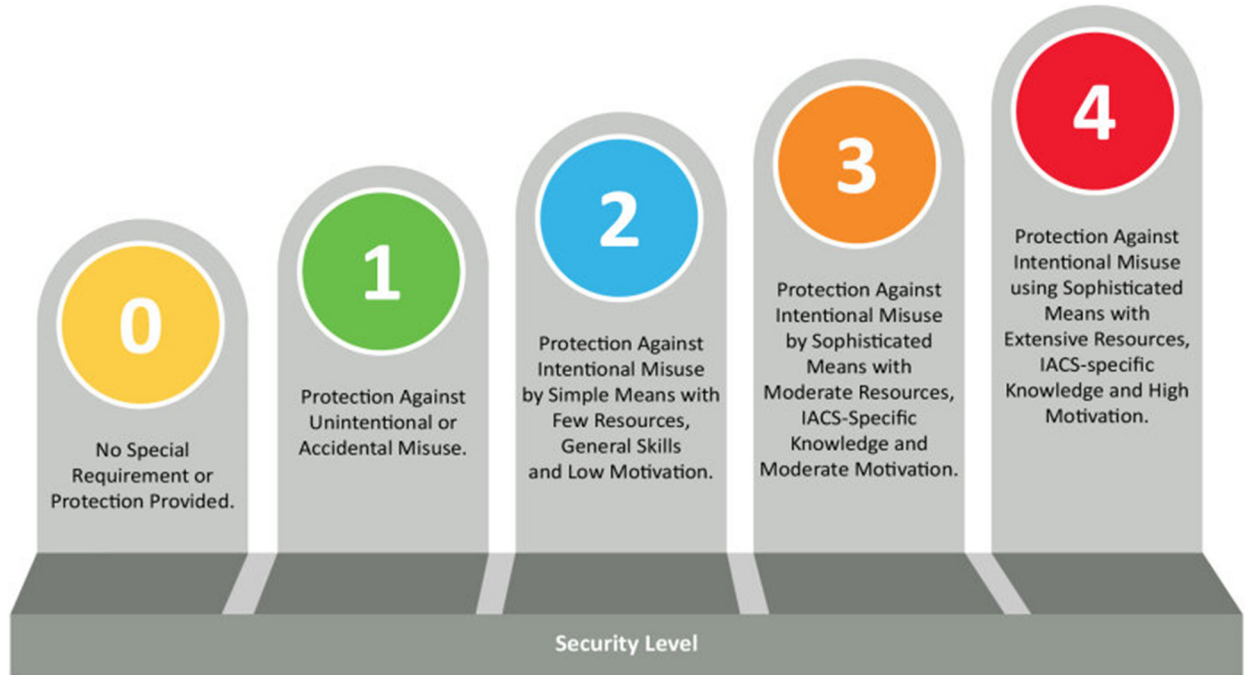 0
No Special
Requirement or
Protection Provided.
1
Protection Against
Unintentional or
Accidental Misuse.
2
Protection Against
Intentional Misuse
by Simple Means with
Few Resources,
General Skills
and Low Motivation.
3
Protection Against
Intentional Misuse
by Sophisticated
Means with
Moderate Resources,
IACS-Specific
Knowledge and
Moderate Motivation.
4
Protection Against
Intentional Misuse
using Sophisticated
Means with
Extensive Resources,
IACS-specific
Knowledge and High
Motivation.
Security Level